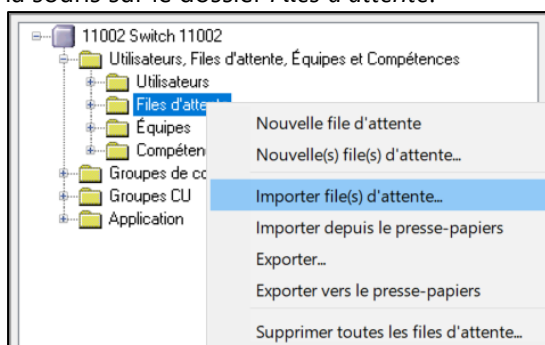 la souris sur le dossier Files d'attente.
11002 Switch 11002
Utilisateurs, Files d'attente, Équipes et Compétences
Utilisateurs
Files d'attente
Équipes
Groupes de
Groupes CU
Application
Nouvelle file d'attente
Nouvelle(s) file(s) d'attente...
Importer file(s) d'attente...
Importer depuis le presse-papiers
Exporter...
Exporter vers le presse-papiers
Supprimer toutes les files d'attente...